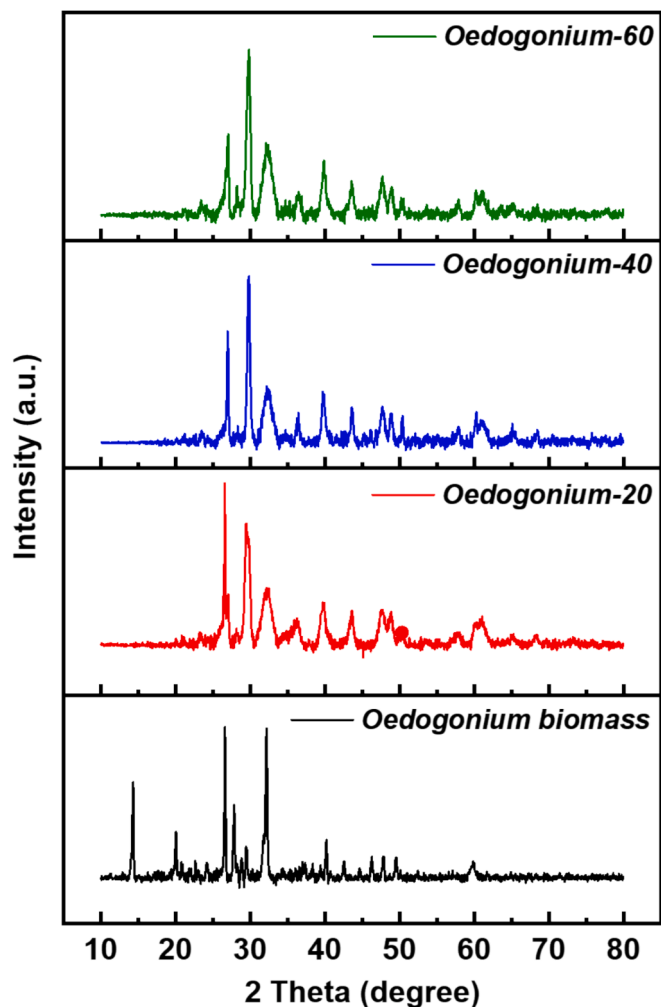 Oedogonium-60
Oedogonium-40
Oedogonium-20
Oedogonium biomass
Intensity (a.u.)
10 20 30 40 50 60 70 80
2 Theta (degree)